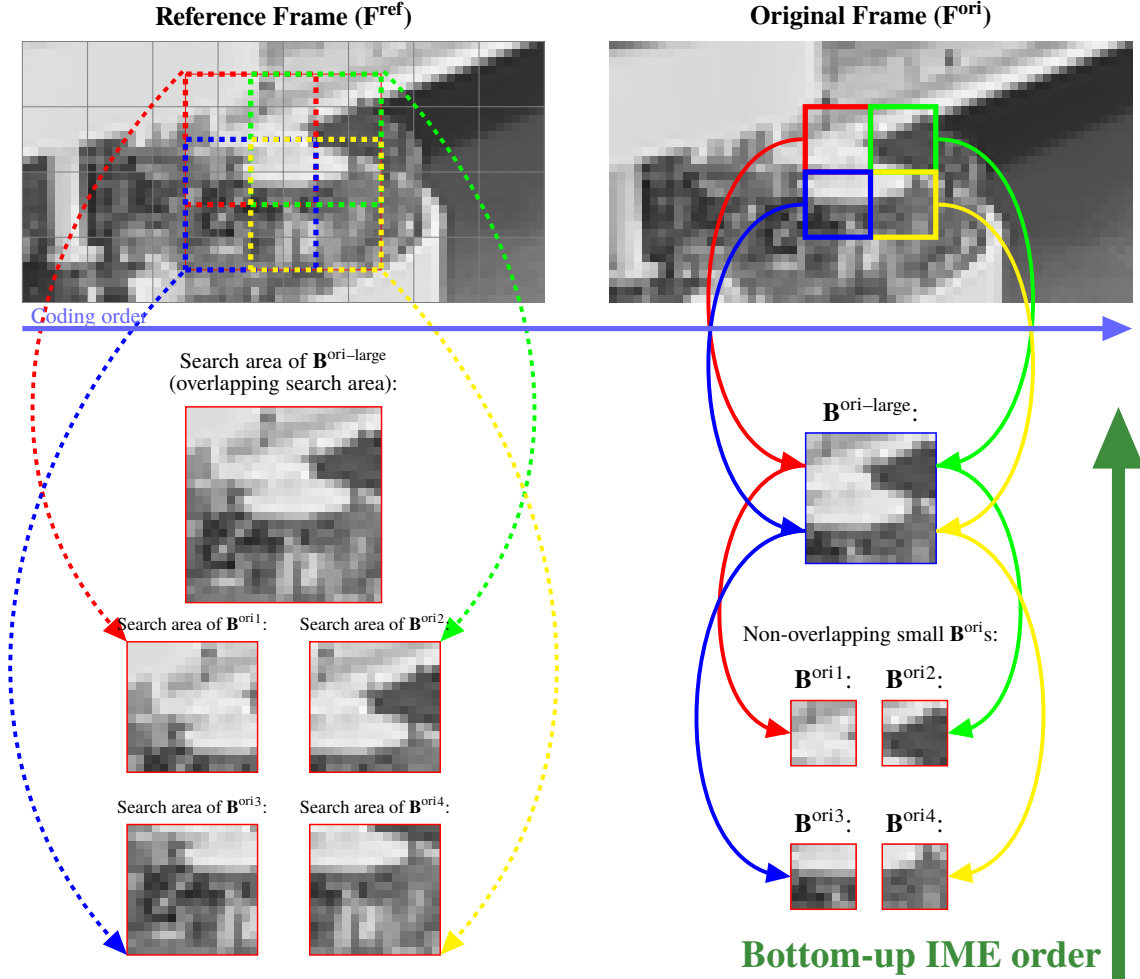 Reference Frame (F^ref)
Original Frame (F^ori)
Coding order
Search area of B^ori–large
(overlapping search area):
B^ori–large:
Search area of B^ori1:
Search area of B^ori2:
Non-overlapping small B^ori s:
B^ori1:
B^ori2:
Search area of B^ori3:
Search area of B^ori4:
B^ori3:
B^ori4:
Bottom-up IME order